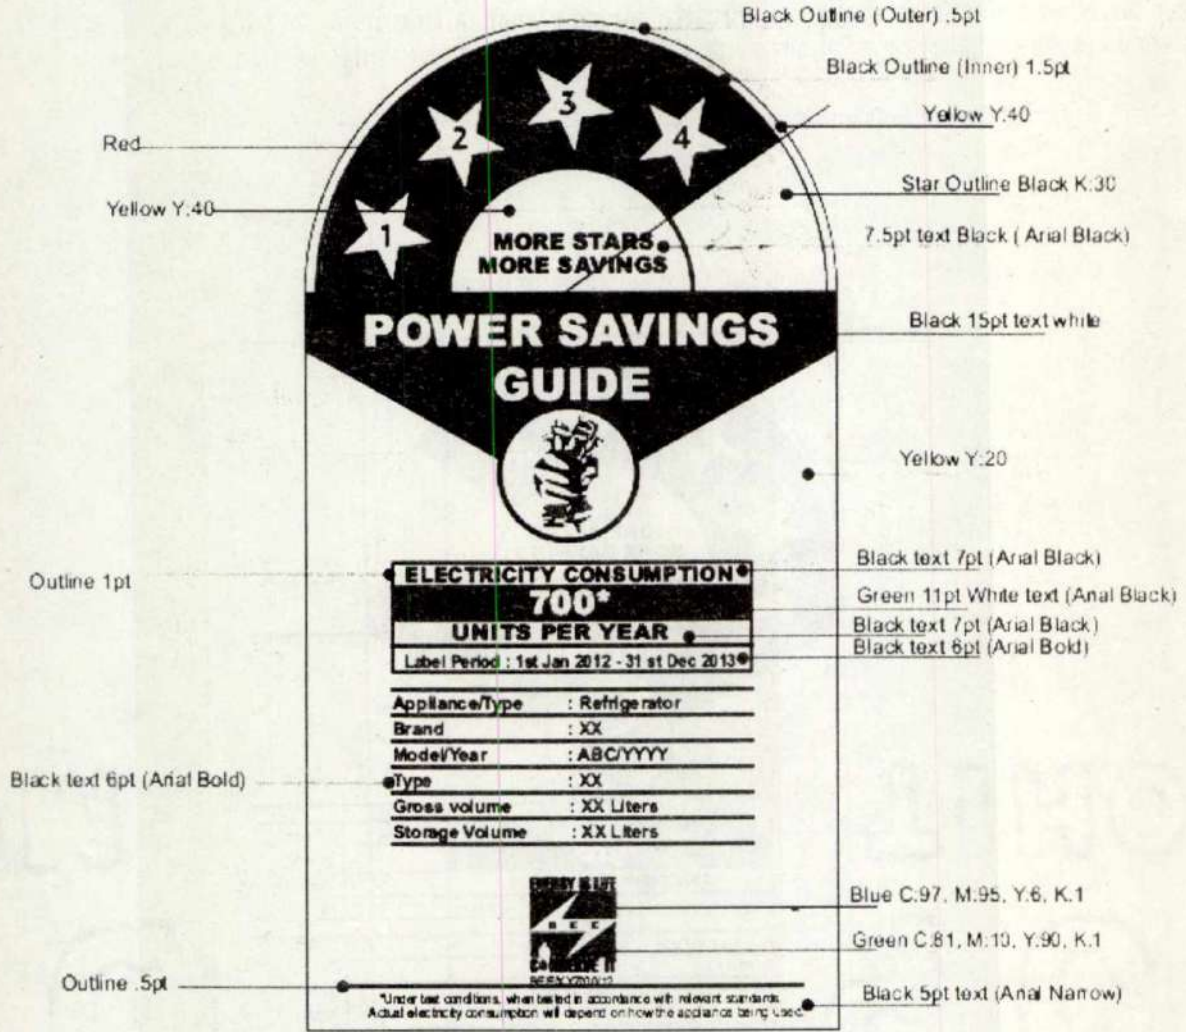 Black Outline (Outer) .5pt
Black Outline (Inner) 1.5pt
Yellow Y:40
Star Outline Black K:30
7.5pt text Black ( Arial Black)
Black 15pt text white
Yellow Y:20
Black text 7pt (Arial Black)
Green 11pt White text (Arial Black)
Black text 7pt (Arial Black)
Black text 6pt (Arial Bold)
Blue C:97, M:95, Y:6, K:1
Green C:81, M:13, Y:90, K:1
Black 5pt text (Arial Narrow)
Red
Yellow Y:40
Outline 1pt
Black text 6pt (Arial Bold)
Outline .5pt
1 2 3 4
MORE STARS
MORE SAVINGS
POWER SAVINGS
GUIDE
ELECTRICITY CONSUMPTION
700*
UNITS PER YEAR
Label Period : 1st Jan 2012 - 31 st Dec 2013
Appliance/Type : Refrigerator
Brand : XX
Model/Year : ABC/YYYY
Type : XX
Gross volume : XX Liters
Storage Volume : XX Liters
ENERGY IS LIFE
BEE
CONSERVE IT
*Under test conditions, when tested in accordance with relevant standards.
Actual electricity consumption will depend on how the appliance being used.